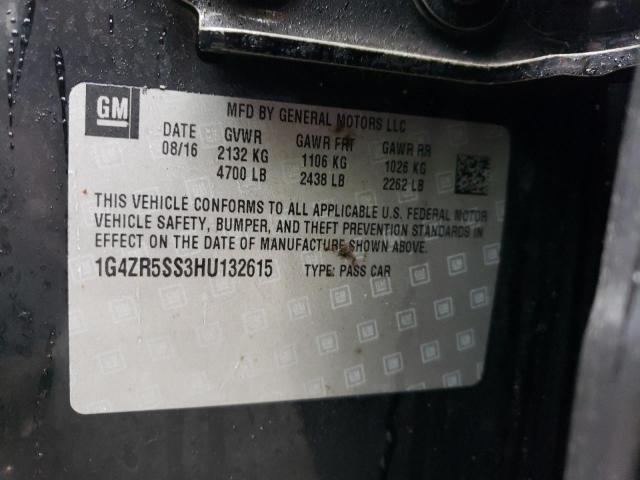 GM
MFD BY GENERAL MOTORS LLC
DATE GVWR GAWR FRT GAWR RR
08/16 2132 KG 1106 KG 1026 KG
4700 LB 2438 LB 2262 LB
THIS VEHICLE CONFORMS TO ALL APPLICABLE U.S. FEDERAL MOTOR
VEHICLE SAFETY, BUMPER, AND THEFT PREVENTION STANDARDS IN
EFFECT ON THE DATE OF MANUFACTURE SHOWN ABOVE.
1G4ZR5SS3HU132615 TYPE: PASS CAR